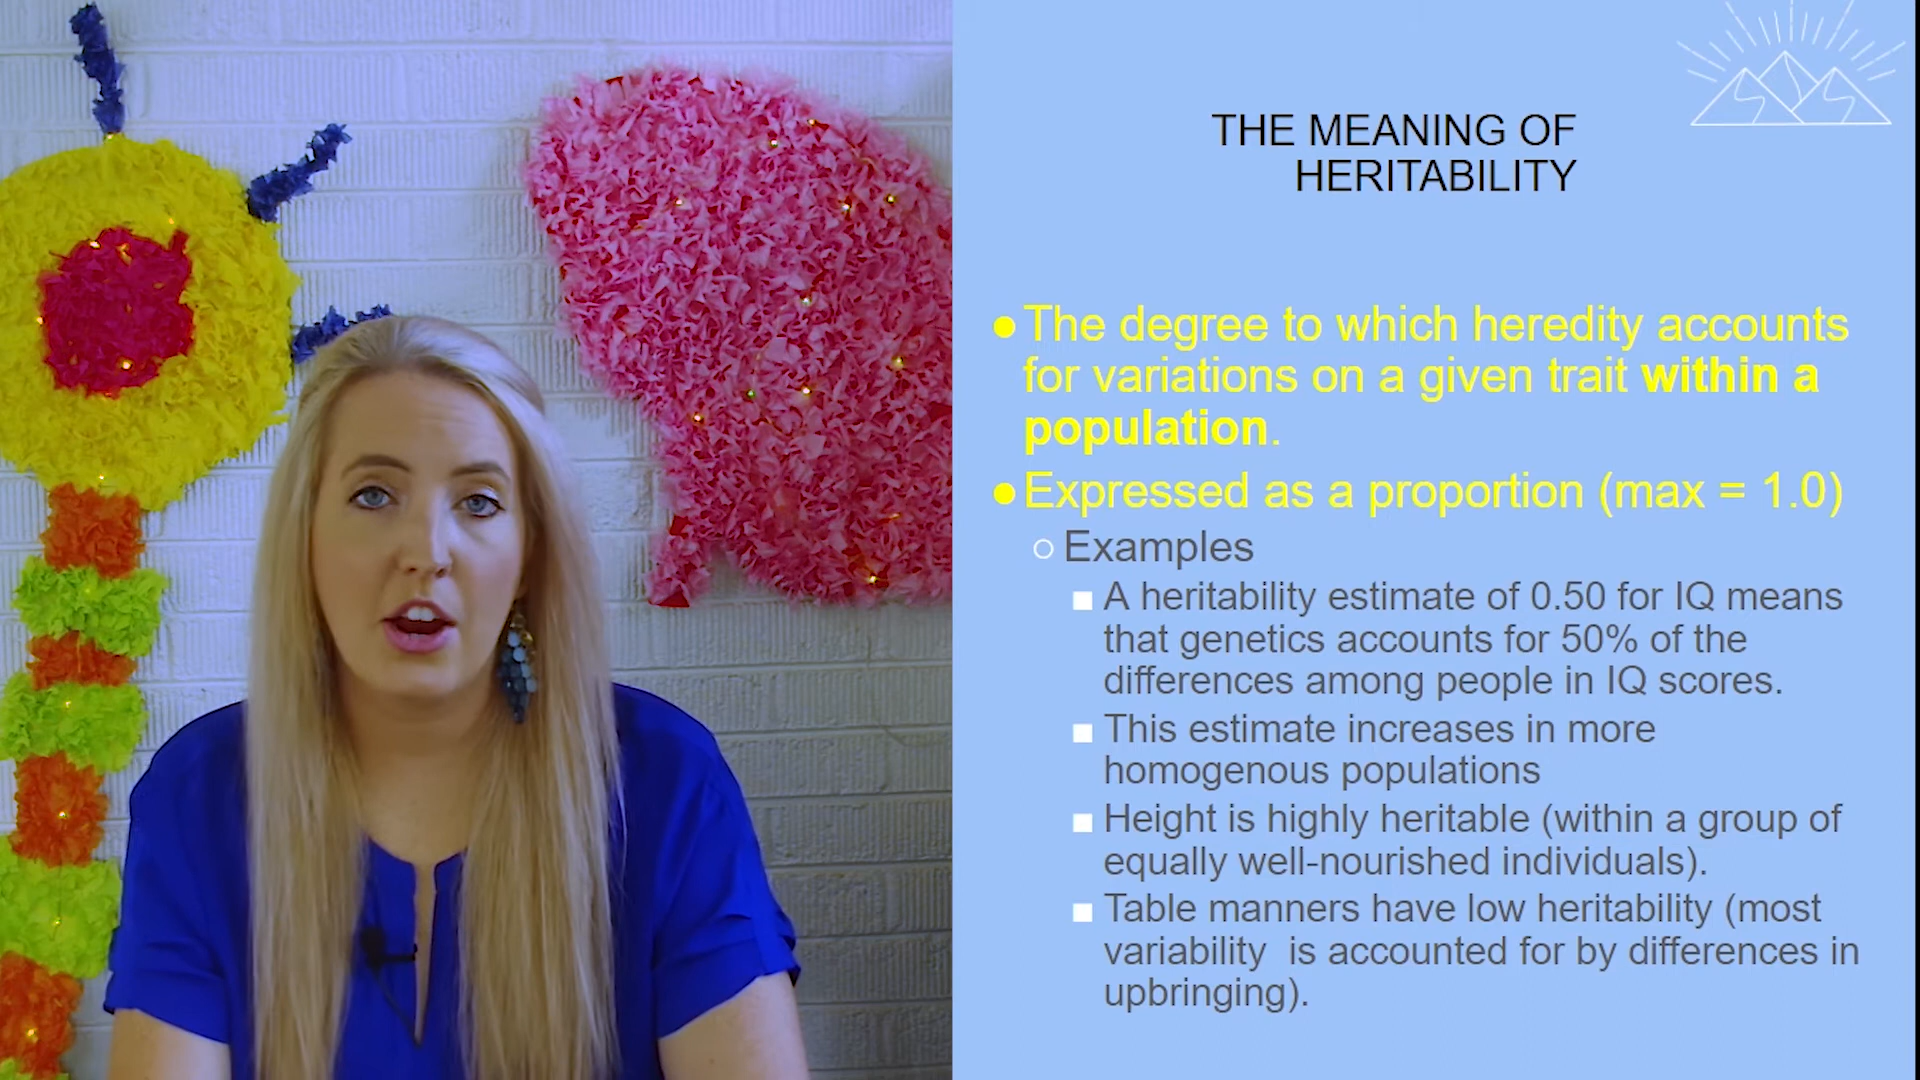 THE MEANING OF
HERITABILITY
● The degree to which heredity accounts
for variations on a given trait within a
population.
● Expressed as a proportion (max = 1.0)
○ Examples
■ A heritability estimate of 0.50 for IQ means
that genetics accounts for 50% of the
differences among people in IQ scores.
■ This estimate increases in more
homogenous populations
■ Height is highly heritable (within a group of
equally well-nourished individuals).
■ Table manners have low heritability (most
variability  is accounted for by differences in
upbringing).